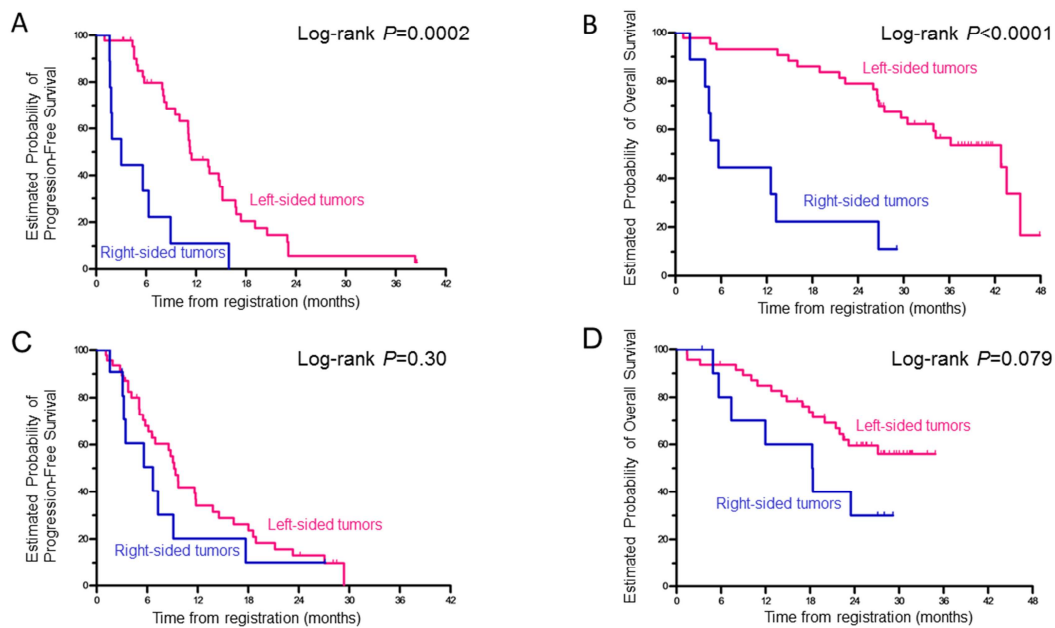 A
Log-rank P=0.0002
Estimated Probability of
Progression-Free Survival
100
80
60
40
20
0
Left-sided tumors
Right-sided tumors
0 6 12 18 24 30 36 42
Time from registration (months)
B
Log-rank P<0.0001
Estimated Probability of Overall Survival
100
80
60
40
20
0
Left-sided tumors
Right-sided tumors
0 6 12 18 24 30 36 42 48
Time from registration (months)
C
Log-rank P=0.30
Estimated Probability of
Progression-Free Survival
100
80
60
40
20
0
Left-sided tumors
Right-sided tumors
0 6 12 18 24 30 36 42
Time from registration (months)
D
Log-rank P=0.079
Estimated Probability of Overall Survival
100
80
60
40
20
0
Left-sided tumors
Right-sided tumors
0 6 12 18 24 30 36 42 48
Time from registration (months)